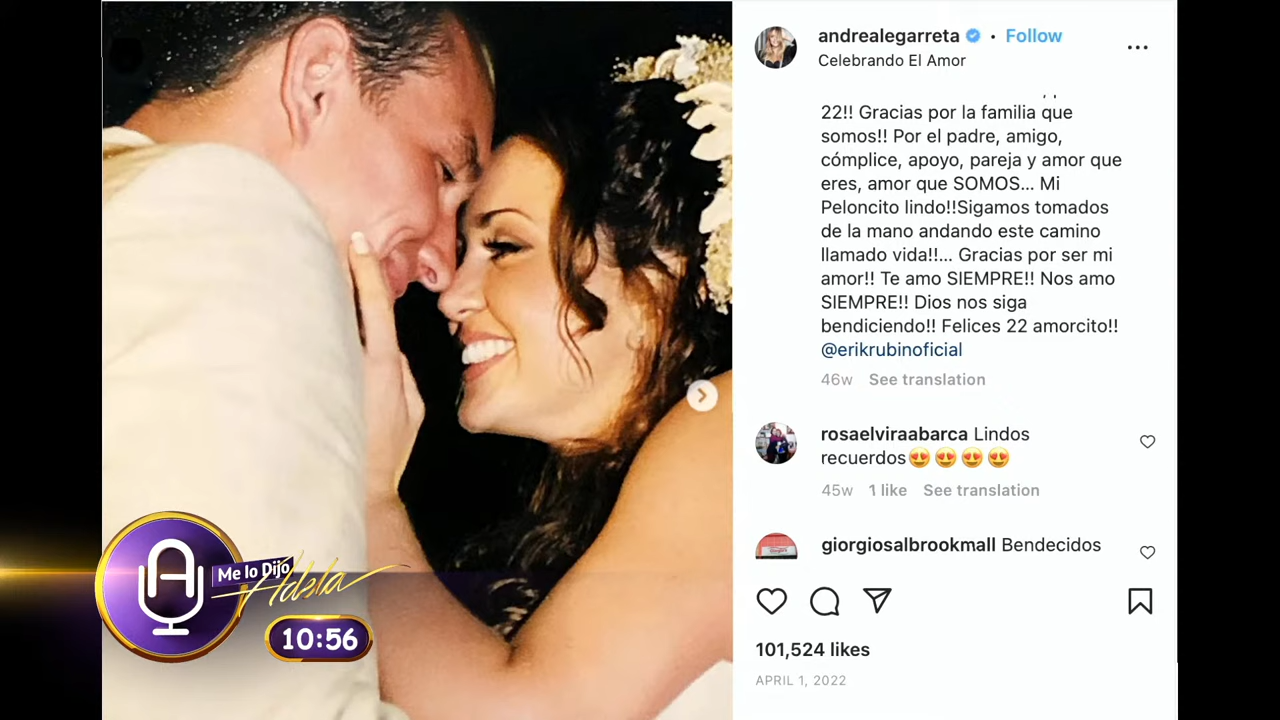 andrealegarreta • Follow
Celebrando El Amor
22!! Gracias por la familia que
somos!! Por el padre, amigo,
cómplice, apoyo, pareja y amor que
eres, amor que SOMOS... Mi
Peloncito lindo!!Sigamos tomados
de la mano andando este camino
llamado vida!!... Gracias por ser mi
amor!! Te amo SIEMPRE!! Nos amo
SIEMPRE!! Dios nos siga
bendiciendo!! Felices 22 amorcito!!
@erikrubinoficial
46w See translation
rosaelviraabarca Lindos
recuerdos😍😍😍😍
45w 1 like See translation
giorgiosalbrookmall Bendecidos
101,524 likes
APRIL 1, 2022
Me lo Dijo
Adela
10:56